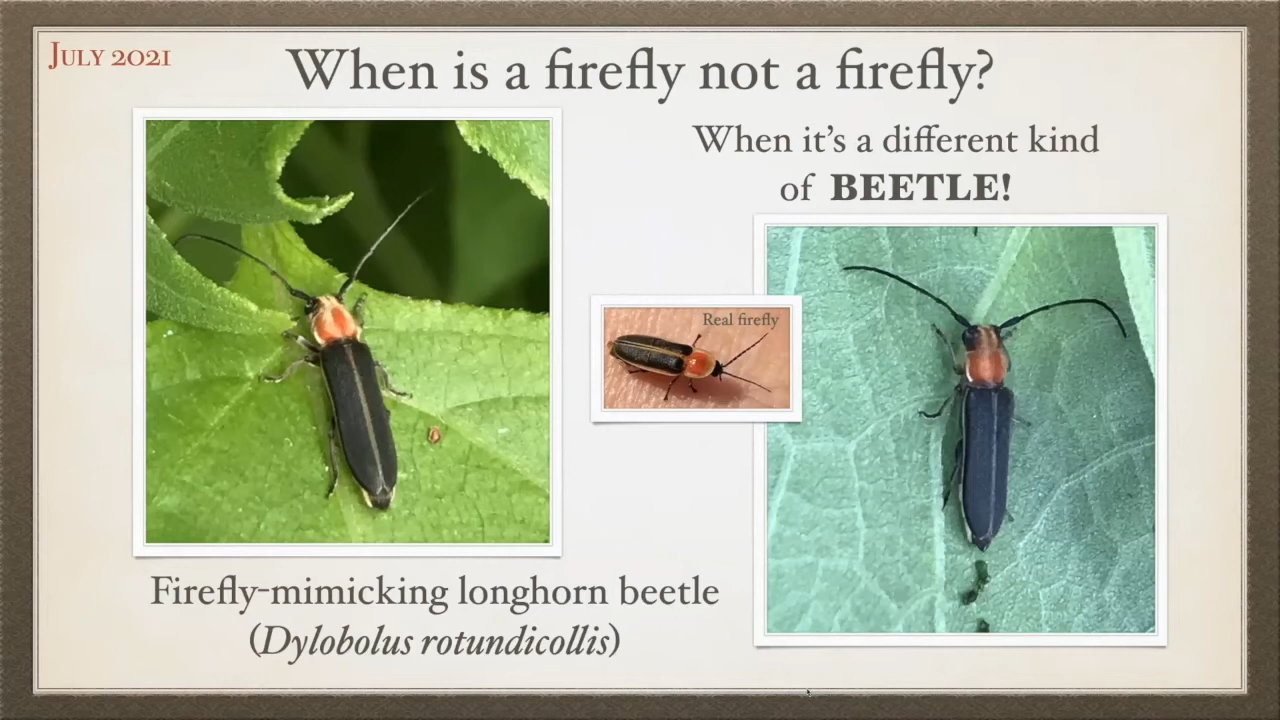 July 2021
When is a firefly not a firefly?
When it's a different kind
of BEETLE!
Real firefly
Firefly-mimicking longhorn beetle
(Dylobolus rotundicollis)